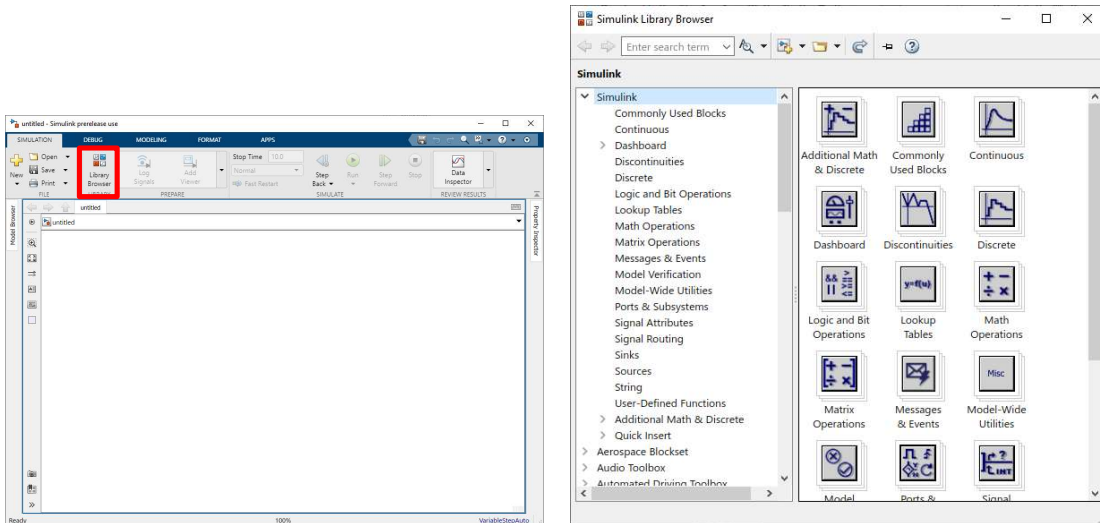 untitled - Simulink prerelease use
SIMULATION DEBUG MODELING FORMAT APPS
New
Open
Save
Print
FILE
Library
Browser
LIBRARY
Log
Signals
Add
Viewer
PREPARE
Stop Time 10.0
Normal
Fast Restart
Step
Back
Run
Step
Forward
Stop
SIMULATE
Data
Inspector
REVIEW RESULTS
Model Browser
untitled
untitled
Property Inspector
Ready 100% VariableStepAuto
Simulink Library Browser
Enter search term
Simulink
Simulink
Commonly Used Blocks
Continuous
Dashboard
Discontinuities
Discrete
Logic and Bit Operations
Lookup Tables
Math Operations
Matrix Operations
Messages & Events
Model Verification
Model-Wide Utilities
Ports & Subsystems
Signal Attributes
Signal Routing
Sinks
Sources
String
User-Defined Functions
Additional Math & Discrete
Quick Insert
Aerospace Blockset
Audio Toolbox
Automated Driving Toolbox
Additional Math
& Discrete
Commonly
Used Blocks
Continuous
Dashboard
Discontinuities
Discrete
&& >
|| >=
<=
y=f(u)
+ -
÷ ×
Logic and Bit
Operations
Lookup
Tables
Math
Operations
+ -
÷ ×
Misc
Matrix
Operations
Messages
& Events
Model-Wide
Utilities
Model
Ports &
Signal